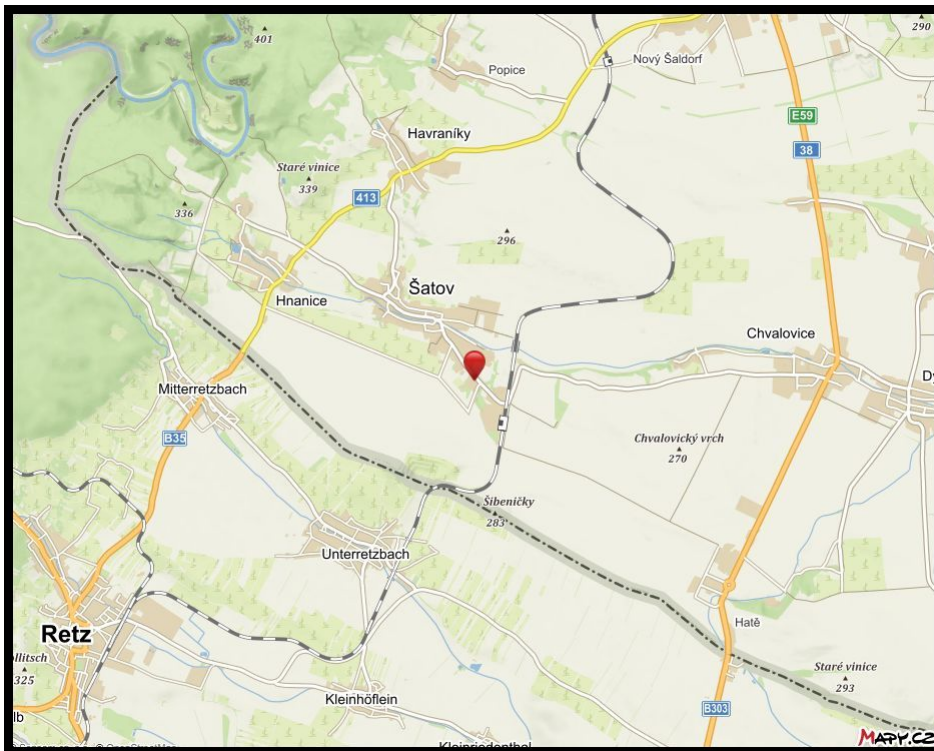 401
290
Popice
Nový Šaldorf
E59
Havraníky
38
Staré vinice
339
413
336
296
Šatov
Hnanice
Chvalovice
Mitterretzbach
B35
Chvalovický vrch
270
Šibeničky
283
Unterretzbach
Hatě
Retz
325
Staré vinice
293
Kleinhöflein
B303
Kleinriedenthal
MAPY.CZ